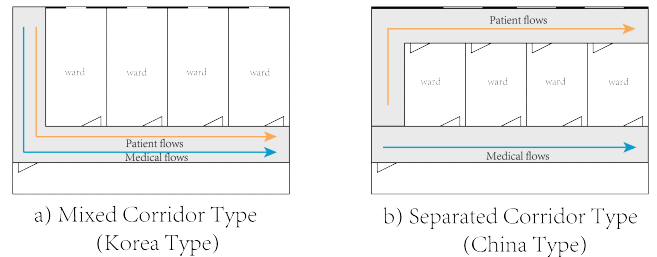 ward ward ward ward
Patient flows
Medical flows
a) Mixed Corridor Type
(Korea Type)
Patient flows
ward ward ward ward
Medical flows
b) Separated Corridor Type
(China Type)